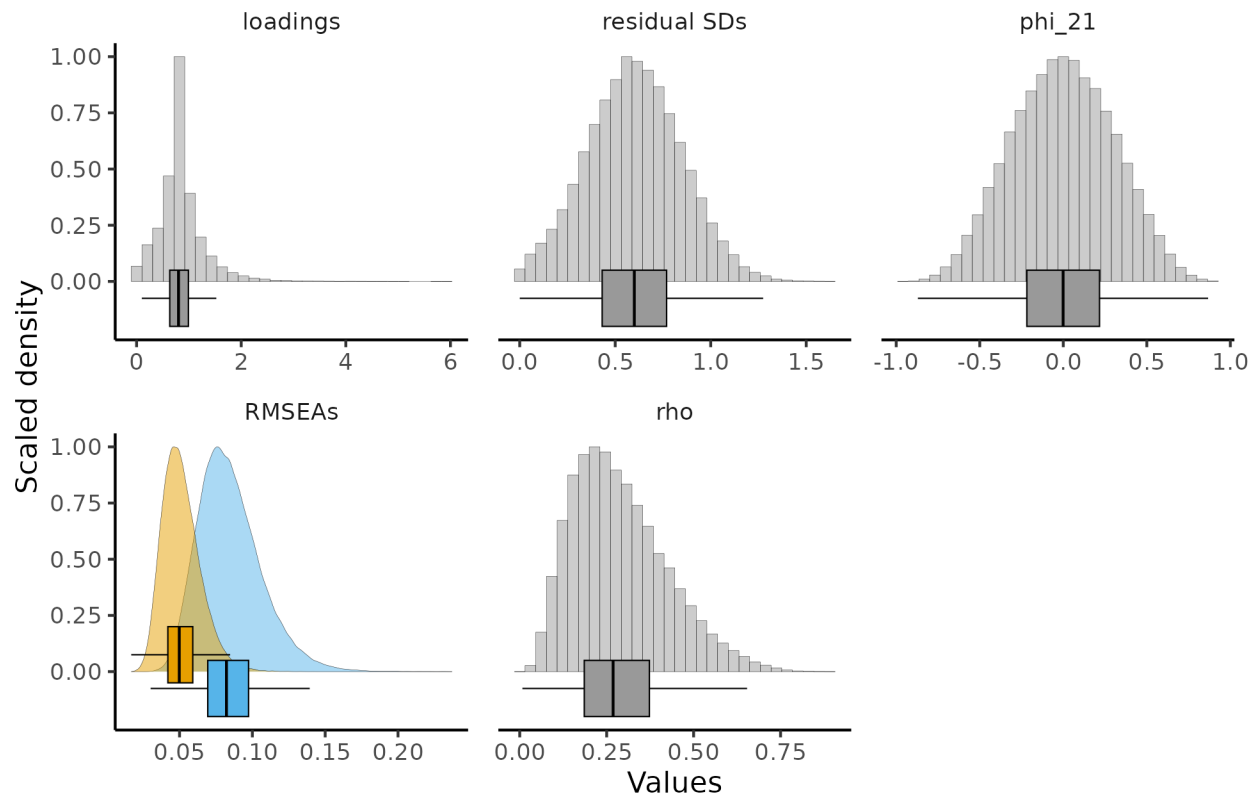 loadings
residual SDs
phi_21
1.00
0.75
0.50
0.25
0.00
0 2 4 6
0.0 0.5 1.0 1.5
-1.0 -0.5 0.0 0.5 1.0
Scaled density
RMSEAs
rho
1.00
0.75
0.50
0.25
0.00
0.05 0.10 0.15 0.20
0.00 0.25 0.50 0.75
Values